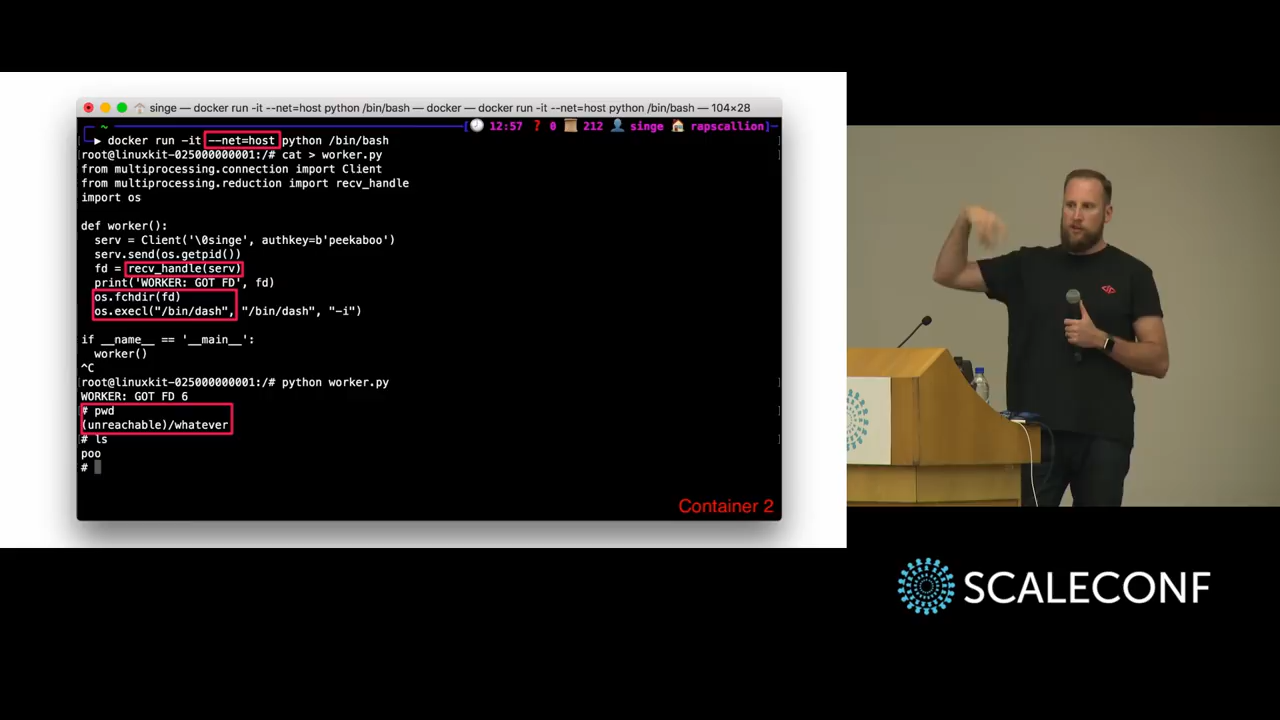 singe — docker run -it --net=host python /bin/bash — docker — docker run -it --net=host python /bin/bash — 104×28
~ [ 12:57 ? 0 212 singe rapscallion]
docker run -it --net=host python /bin/bash
[root@linuxkit-025000000001:/# cat > worker.py ]
from multiprocessing.connection import Client
from multiprocessing.reduction import recv_handle
import os
def worker():
serv = Client('\0singe', authkey=b'peekaboo')
serv.send(os.getpid())
fd = recv_handle(serv)
print('WORKER: GOT FD', fd)
os.fchdir(fd)
os.execl("/bin/dash", "/bin/dash", "-i")
if __name__ == '__main__':
worker()
^C
[root@linuxkit-025000000001:/# python worker.py ]
WORKER: GOT FD 6
# pwd
(unreachable)/whatever
# ls
poo
#
Container 2
SCALECONF